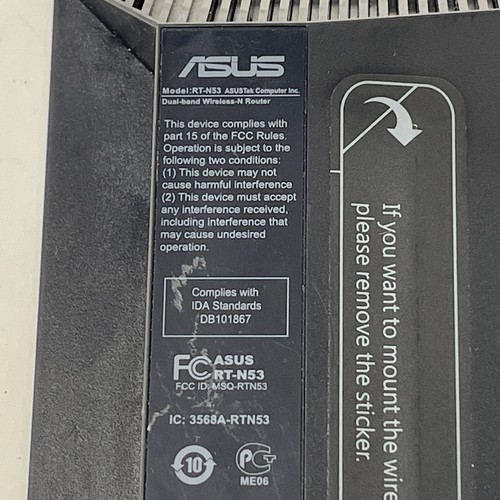 ASUS
Model:RT-N53 ASUSTek Computer Inc.
Dual-band Wireless-N Router
This device complies with
part 15 of the FCC Rules.
Operation is subject to the
following two conditions:
(1) This device may not
cause harmful interference
(2) This device must accept
any interference received,
including interference that
may cause undesired
operation.
Complies with
IDA Standards
DB101867
FC ASUS
RT-N53
FCC ID: MSQ-RTN53
IC: 3568A-RTN53
10
PC
ME06
If you want to mount the wire
please remove the sticker.